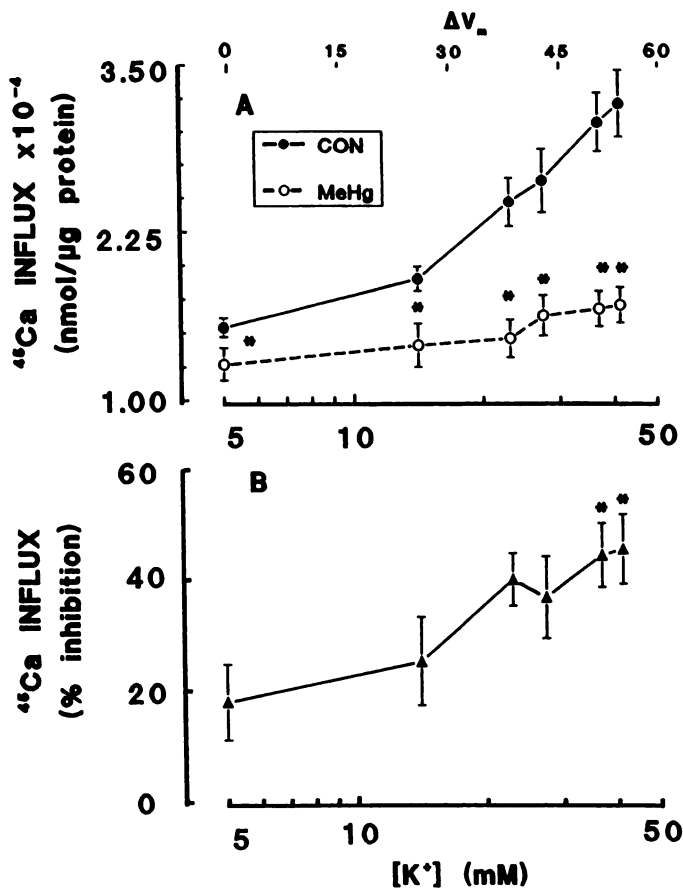 ΔVₘ
0 15 30 45 60
3.50
2.25
1.00
⁴⁵Ca INFLUX x10⁻⁴
(nmol/µg protein)
A
CON
MeHg
* * * * * *
5 10 50
B
60
40
20
0
⁴⁵Ca INFLUX
(% inhibition)
* *
5 10 50
[K⁺] (mM)